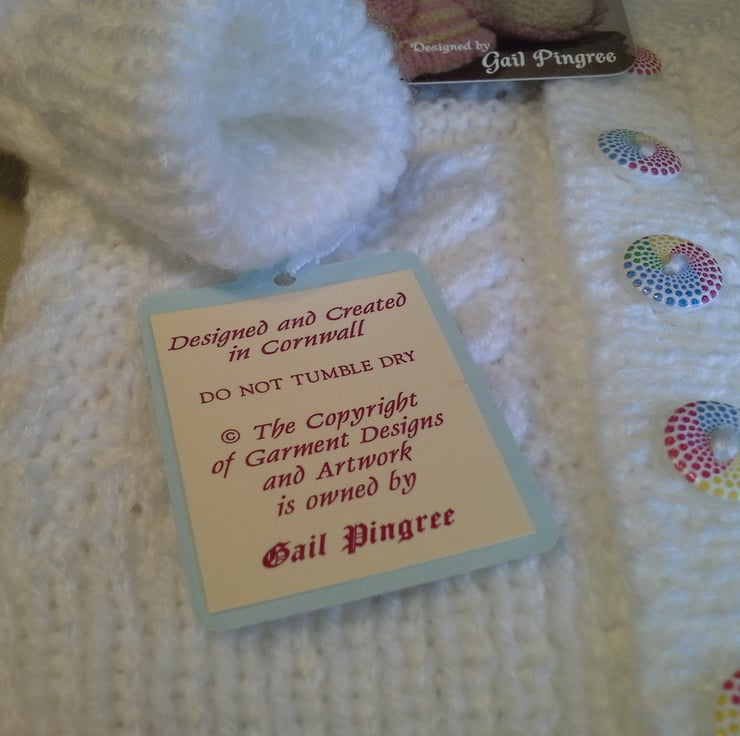 Designed by
Gail Pingree
Designed and Created
in Cornwall
DO NOT TUMBLE DRY
© The Copyright
of Garment Designs
and Artwork
is owned by
Gail Pingree